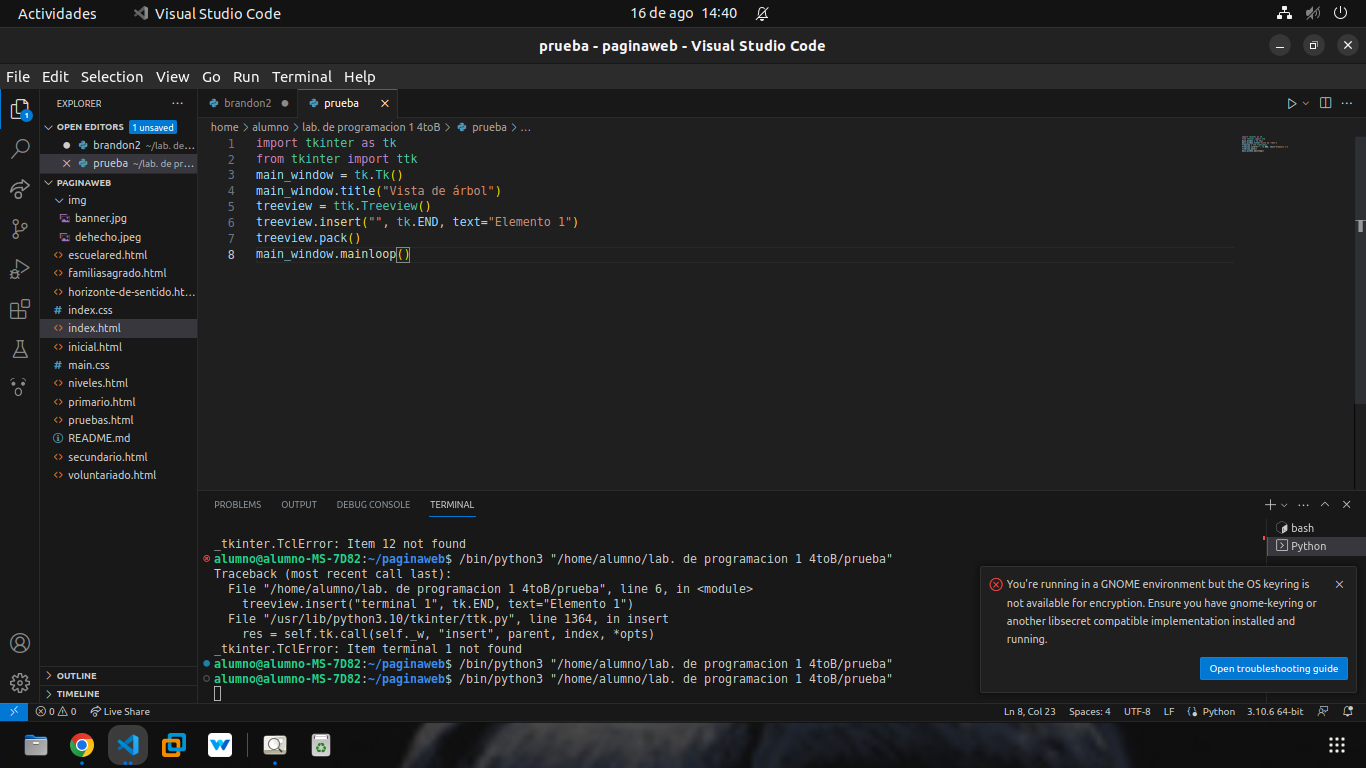 Actividades
Visual Studio Code
16 de ago 14:40
prueba - paginaweb - Visual Studio Code
File Edit Selection View Go Run Terminal Help
EXPLORER
OPEN EDITORS 1 unsaved
brandon2 ~/lab. de...
prueba ~/lab. de pr...
PAGINAWEB
img
banner.jpg
dehecho.jpeg
escuelared.html
familiasagrado.html
horizonte-de-sentido.ht...
index.css
index.html
inicial.html
main.css
niveles.html
primario.html
pruebas.html
README.md
secundario.html
voluntariado.html
OUTLINE
TIMELINE
1
brandon2
prueba
home > alumno > lab. de programacion 1 4toB > prueba > ...
1 import tkinter as tk
2 from tkinter import ttk
3 main_window = tk.Tk()
4 main_window.title("Vista de árbol")
5 treeview = ttk.Treeview()
6 treeview.insert("", tk.END, text="Elemento 1")
7 treeview.pack()
8 main_window.mainloop()
PROBLEMS OUTPUT DEBUG CONSOLE TERMINAL
_tkinter.TclError: Item 12 not found
alumno@alumno-MS-7D82:~/paginaweb$ /bin/python3 "/home/alumno/lab. de programacion 1 4toB/prueba"
Traceback (most recent call last):
File "/home/alumno/lab. de programacion 1 4toB/prueba", line 6, in <module>
treeview.insert("terminal 1", tk.END, text="Elemento 1")
File "/usr/lib/python3.10/tkinter/ttk.py", line 1364, in insert
res = self.tk.call(self._w, "insert", parent, index, *opts)
_tkinter.TclError: Item terminal 1 not found
alumno@alumno-MS-7D82:~/paginaweb$ /bin/python3 "/home/alumno/lab. de programacion 1 4toB/prueba"
alumno@alumno-MS-7D82:~/paginaweb$ /bin/python3 "/home/alumno/lab. de programacion 1 4toB/prueba"
bash
Python
You're running in a GNOME environment but the OS keyring is
not available for encryption. Ensure you have gnome-keyring or
another libsecret compatible implementation installed and
running.
Open troubleshooting guide
0 0 Live Share
Ln 8, Col 23 Spaces: 4 UTF-8 LF Python 3.10.6 64-bit